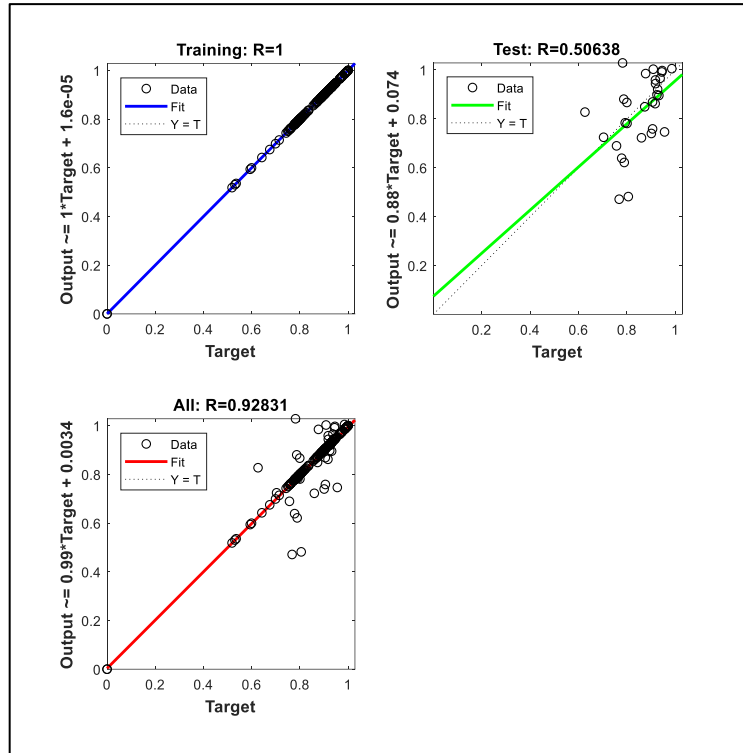 Training: R=1
Output ~= 1*Target + 1.6e-05
Data
Fit
Y = T
1
0.8
0.6
0.4
0.2
0
0 0.2 0.4 0.6 0.8 1
Target
Test: R=0.50638
Output ~= 0.88*Target + 0.074
Data
Fit
Y = T
1
0.8
0.6
0.4
0.2
0.2 0.4 0.6 0.8 1
Target
All: R=0.92831
Output ~= 0.99*Target + 0.0034
Data
Fit
Y = T
1
0.8
0.6
0.4
0.2
0
0 0.2 0.4 0.6 0.8 1
Target